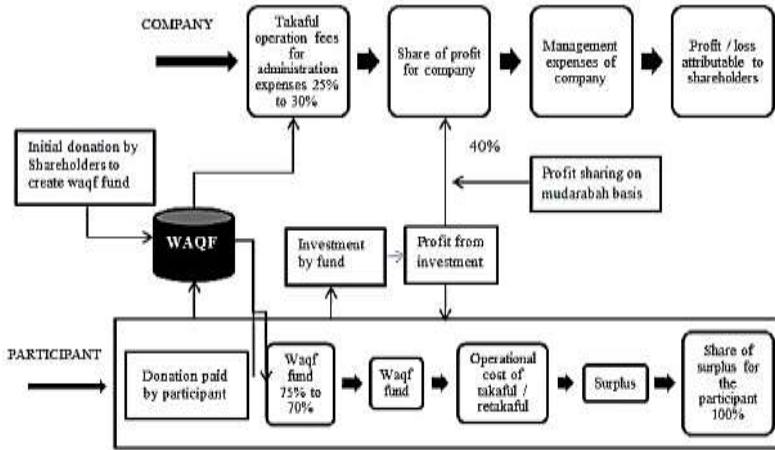 COMPANY
Takaful
operation fees
for
administration
expenses 25%
to 30%
Share of profit
for company
Management
expenses of
company
Profit / loss
attributable to
shareholders
Initial donation by
Shareholders to
create waqf fund
40%
Profit sharing on
mudarabah basis
WAQF
Investment
by fund
Profit from
investment
PARTICIPANT
Donation paid
by participant
Waqf
fund
75% to
70%
Waqf
fund
Operational
cost of
takaful /
retakaful
Surplus
Share of
surplus for
the
participant
100%